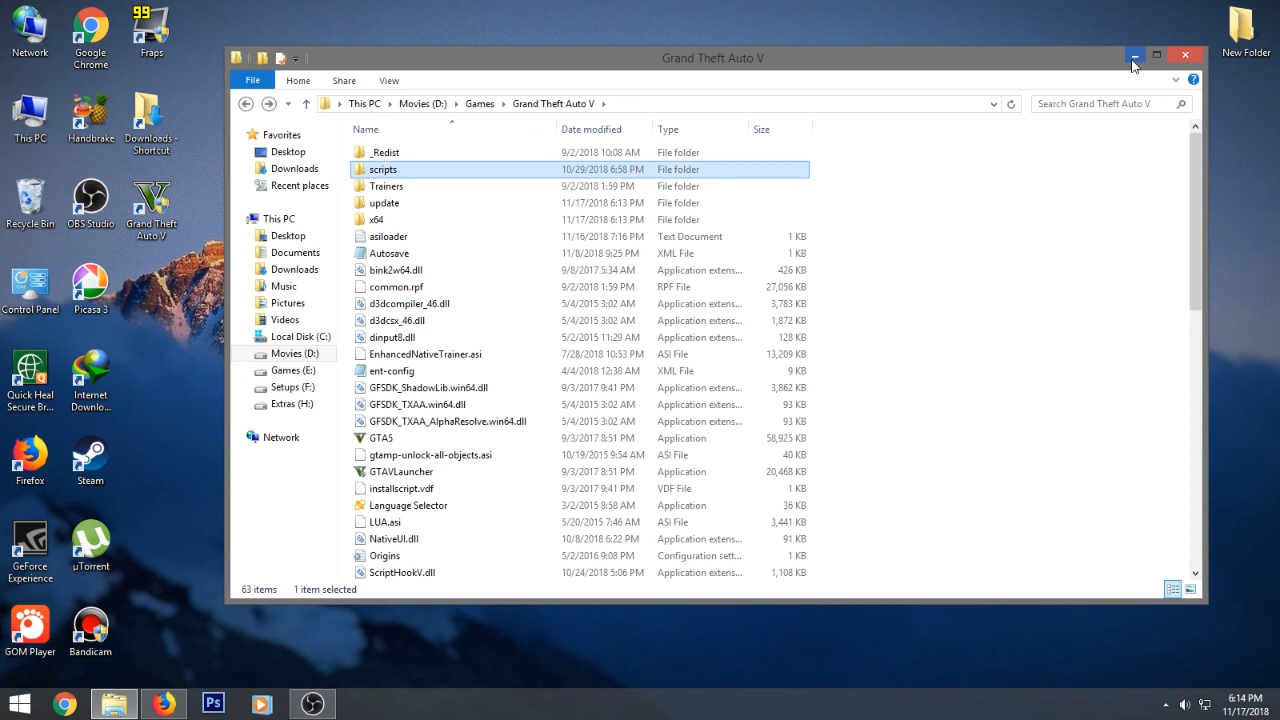 99
Network
Google
Chrome
Fraps
New Folder
This PC
Handbrake
Downloads -
Shortcut
Recycle Bin
OBS Studio
Grand Theft
Auto V
Control Panel
Picasa 3
Quick Heal
Secure Br...
Internet
Downlo...
Firefox
Steam
GeForce
Experience
µTorrent
GOM Player
Bandicam
Grand Theft Auto V
File Home Share View
This PC Movies (D:) Games Grand Theft Auto V
Search Grand Theft Auto V
Favorites
Desktop
Downloads
Recent places
This PC
Desktop
Documents
Downloads
Music
Pictures
Videos
Local Disk (C:)
Movies (D:)
Games (E:)
Setups (F:)
Extras (H:)
Network
Name Date modified Type Size
_Redist 9/2/2018 10:08 AM File folder
scripts 10/29/2018 6:58 PM File folder
Trainers 9/2/2018 1:59 PM File folder
update 11/17/2018 6:13 PM File folder
x64 11/17/2018 6:13 PM File folder
asiloader 11/16/2018 7:16 PM Text Document 1 KB
Autosave 11/8/2018 9:25 PM XML File 1 KB
bink2w64.dll 9/8/2017 5:34 AM Application extens... 426 KB
common.rpf 9/2/2018 1:59 PM RPF File 27,056 KB
d3dcompiler_46.dll 5/4/2015 3:02 AM Application extens... 3,783 KB
d3dcsx_46.dll 5/4/2015 3:02 AM Application extens... 1,872 KB
dinput8.dll 5/2/2015 11:29 AM Application extens... 128 KB
EnhancedNativeTrainer.asi 7/28/2018 10:53 PM ASI File 13,209 KB
ent-config 4/4/2018 12:38 AM XML File 9 KB
GFSDK_ShadowLib.win64.dll 9/3/2017 9:41 PM Application extens... 3,862 KB
GFSDK_TXAA.win64.dll 5/4/2015 3:02 AM Application extens... 93 KB
GFSDK_TXAA_AlphaResolve.win64.dll 5/4/2015 3:02 AM Application extens... 93 KB
GTA5 9/3/2017 8:51 PM Application 58,925 KB
gtamp-unlock-all-objects.asi 10/19/2015 9:54 AM ASI File 40 KB
GTAVLauncher 9/3/2017 8:51 PM Application 20,468 KB
installscript.vdf 9/3/2017 9:41 PM VDF File 1 KB
Language Selector 3/2/2015 8:58 AM Application 36 KB
LUA.asi 5/20/2015 7:46 AM ASI File 3,441 KB
NativeUI.dll 10/8/2018 6:22 PM Application extens... 91 KB
Origins 5/2/2016 9:08 PM Configuration sett... 1 KB
ScriptHookV.dll 10/24/2018 5:06 PM Application extens... 1,108 KB
63 items 1 item selected
Ps
6:14 PM
11/17/2018